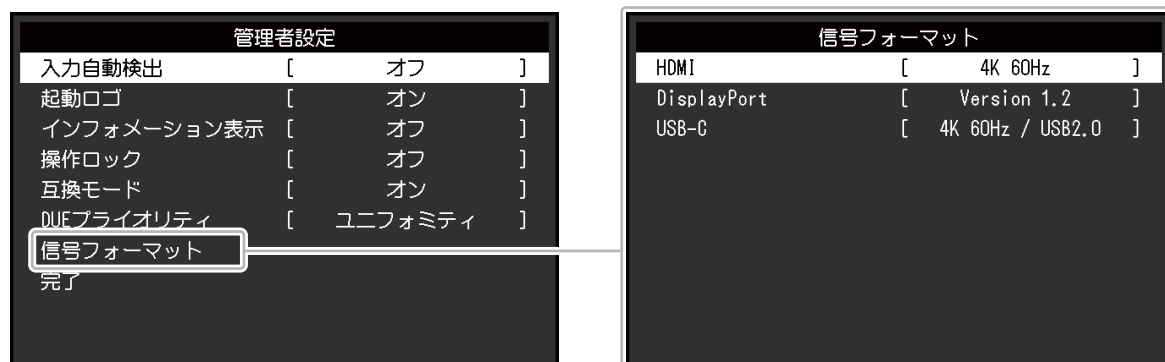 管理者設定
入力自動検出 [ オフ ]
起動ロゴ [ オン ]
インフォメーション表示 [ オフ ]
操作ロック [ オフ ]
互換モード [ オン ]
DUEプライオリティ [ ユニフォミティ ]
信号フォーマット
完了
信号フォーマット
HDMI [ 4K 60Hz ]
DisplayPort [ Version 1.2 ]
USB-C [ 4K 60Hz / USB2.0 ]